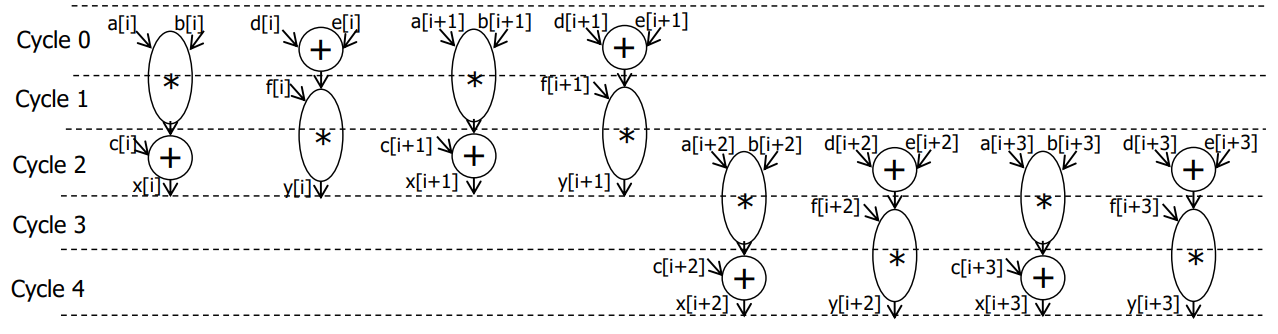 Cycle 0
a[i] b[i] d[i] e[i] a[i+1] b[i+1] d[i+1] e[i+1]
+ +
* *
Cycle 1
f[i] f[i+1]
* *
Cycle 2
c[i] + c[i+1] +
x[i] y[i] x[i+1] y[i+1]
a[i+2] b[i+2] d[i+2] e[i+2] a[i+3] b[i+3] d[i+3] e[i+3]
+ +
* *
Cycle 3
f[i+2] f[i+3]
* *
Cycle 4
c[i+2] + c[i+3] +
x[i+2] y[i+2] x[i+3] y[i+3]